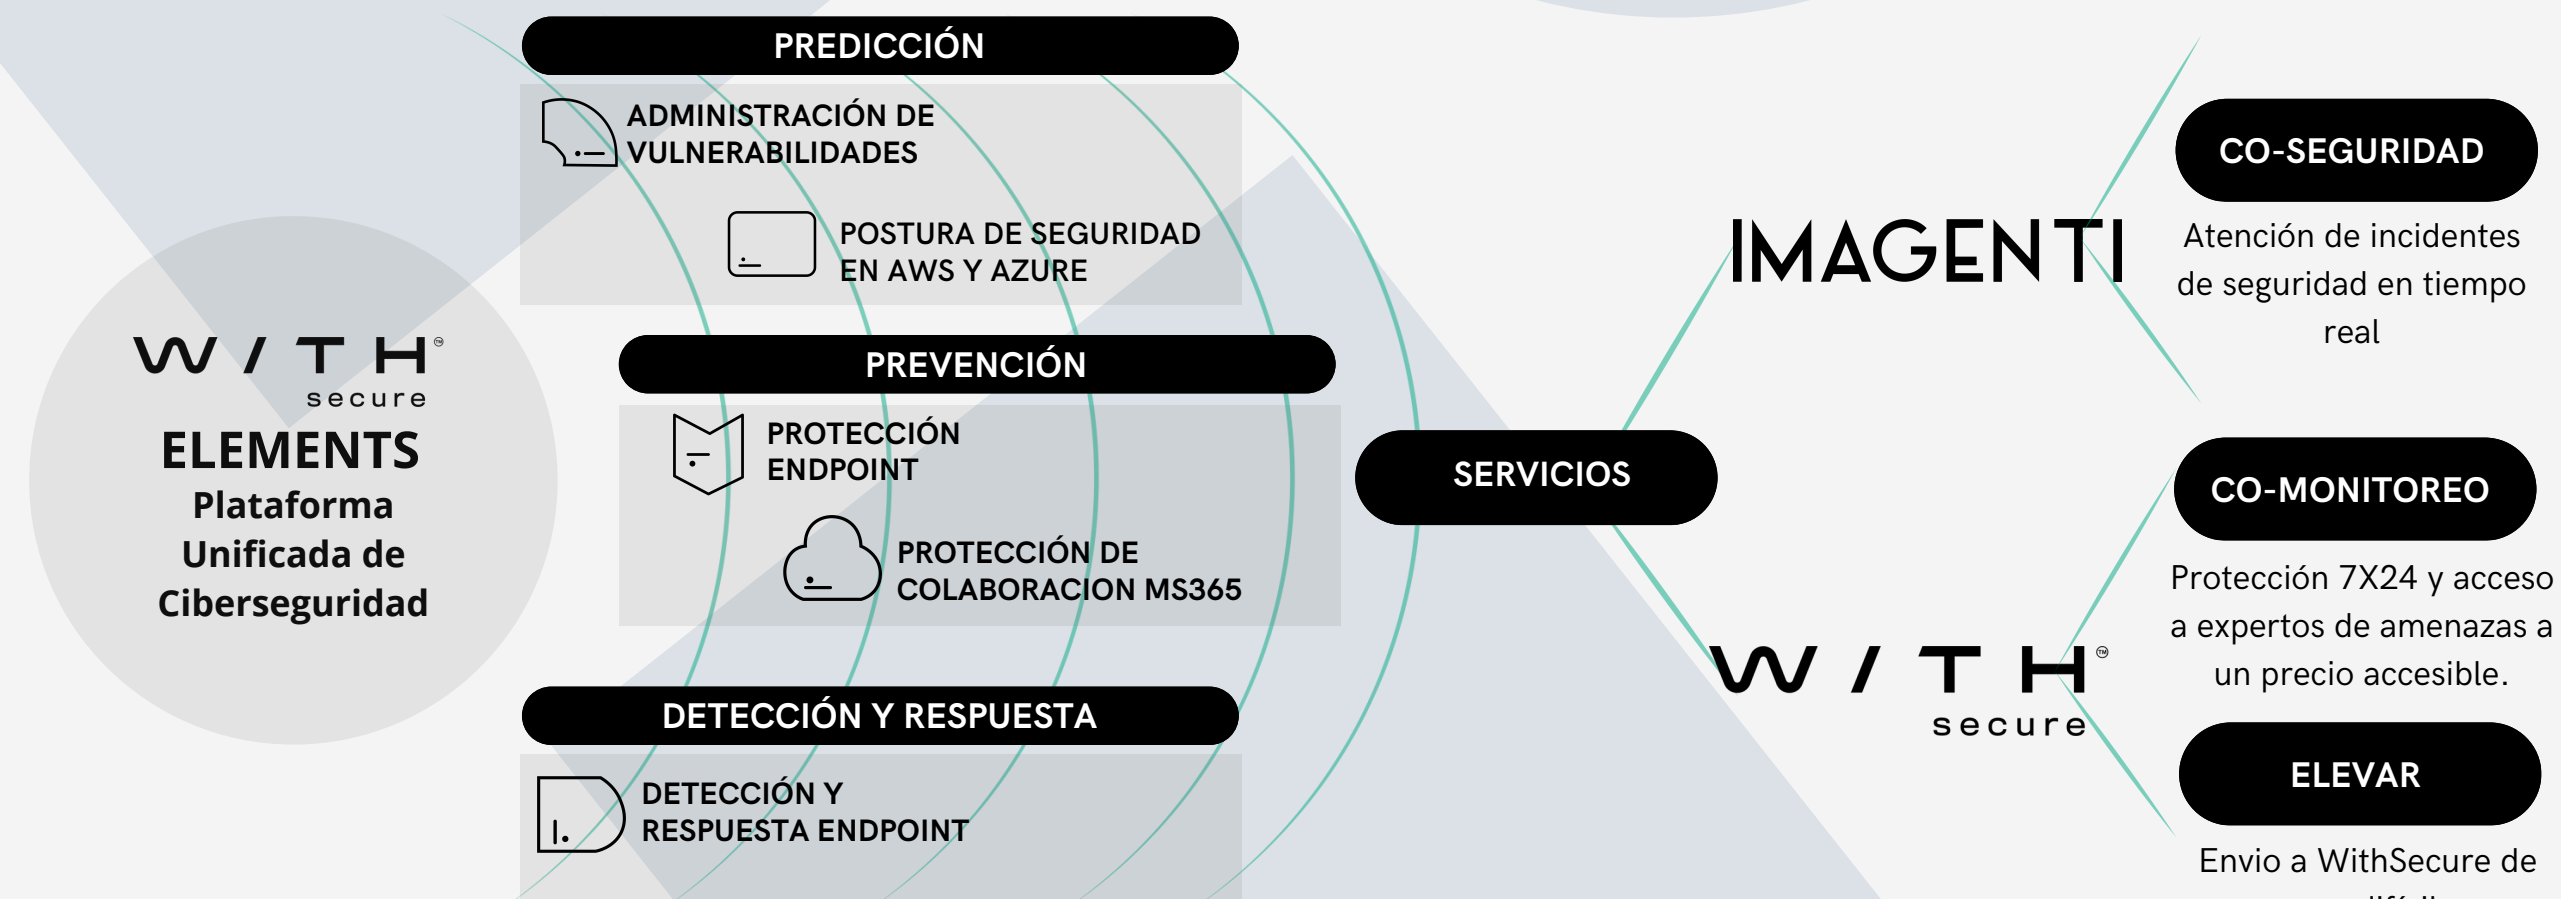 WITH™
secure
ELEMENTS
Plataforma
Unificada de
Ciberseguridad
PREDICCIÓN
ADMINISTRACIÓN DE
VULNERABILIDADES
POSTURA DE SEGURIDAD
EN AWS Y AZURE
PREVENCIÓN
PROTECCIÓN
ENDPOINT
PROTECCIÓN DE
COLABORACION MS365
DETECCIÓN Y RESPUESTA
DETECCIÓN Y
RESPUESTA ENDPOINT
SERVICIOS
IMAGENTI
CO-SEGURIDAD
Atención de incidentes
de seguridad en tiempo
real
WITH™
secure
CO-MONITOREO
Protección 7X24 y acceso
a expertos de amenazas a
un precio accesible.
ELEVAR
Envio a WithSecure de